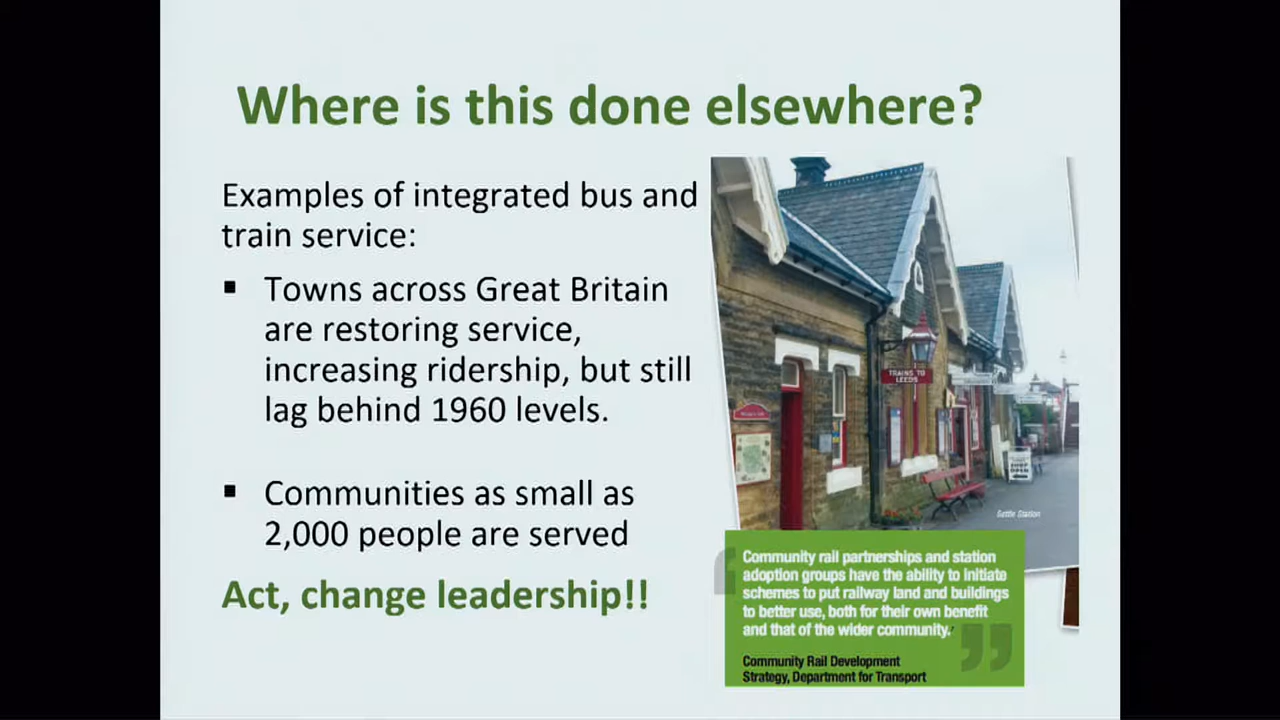 Where is this done elsewhere?
Examples of integrated bus and
train service:
▪ Towns across Great Britain
are restoring service,
increasing ridership, but still
lag behind 1960 levels.
▪ Communities as small as
2,000 people are served
Act, change leadership!!
TRAINS TO
LEEDS
SHOP
OPEN
Settle Station
Community rail partnerships and station
adoption groups have the ability to initiate
schemes to put railway land and buildings
to better use, both for their own benefit
and that of the wider community.
Community Rail Development
Strategy, Department for Transport